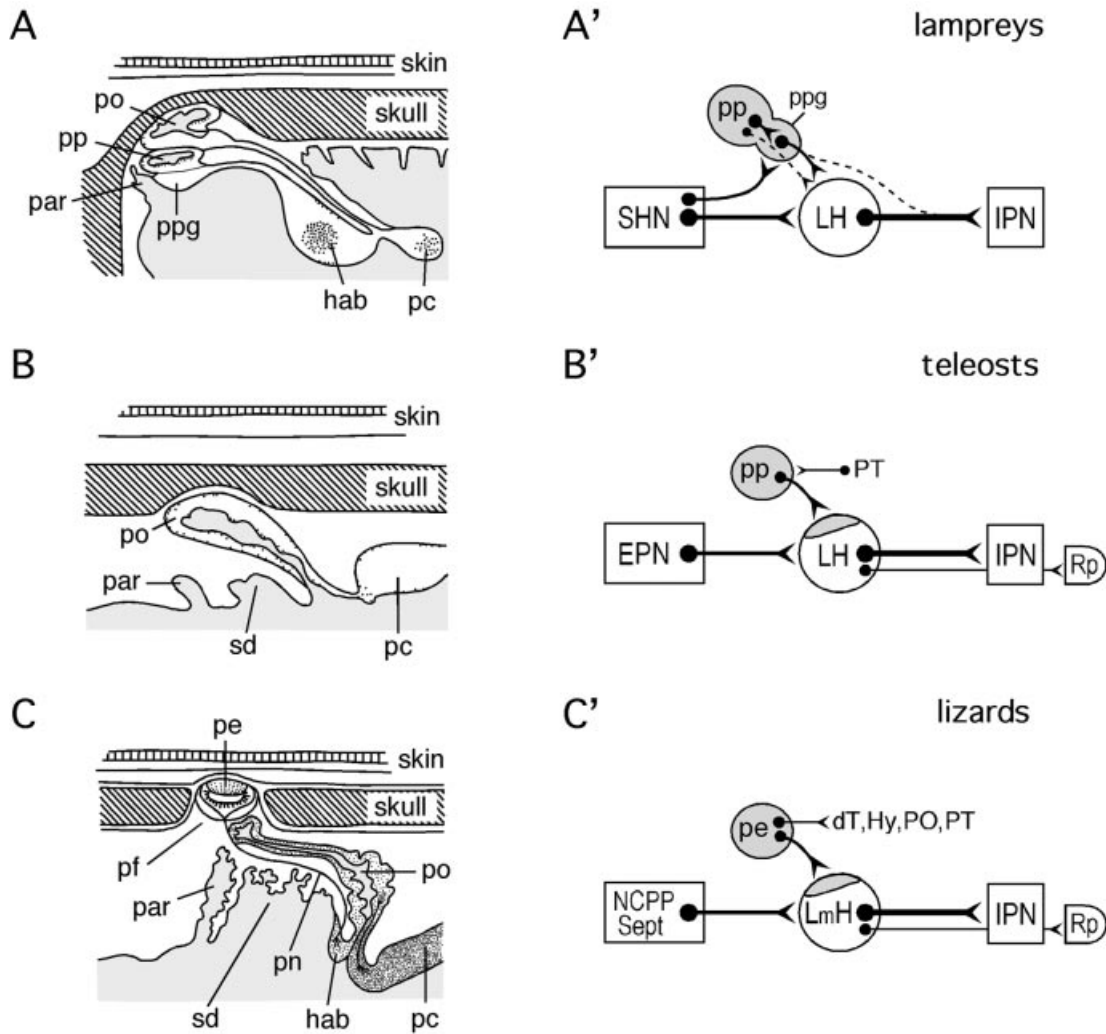 A
skin
po
skull
pp
par
ppg
hab
pc
A'
lampreys
pp
ppg
SHN
LH
IPN
B
skin
skull
po
par
sd
pc
B'
teleosts
pp
PT
EPN
LH
IPN
Rp
C
pe
skin
skull
pf
po
par
pn
sd
hab
pc
C'
lizards
pe
dT,Hy,PO,PT
NCPP
Sept
LmH
IPN
Rp